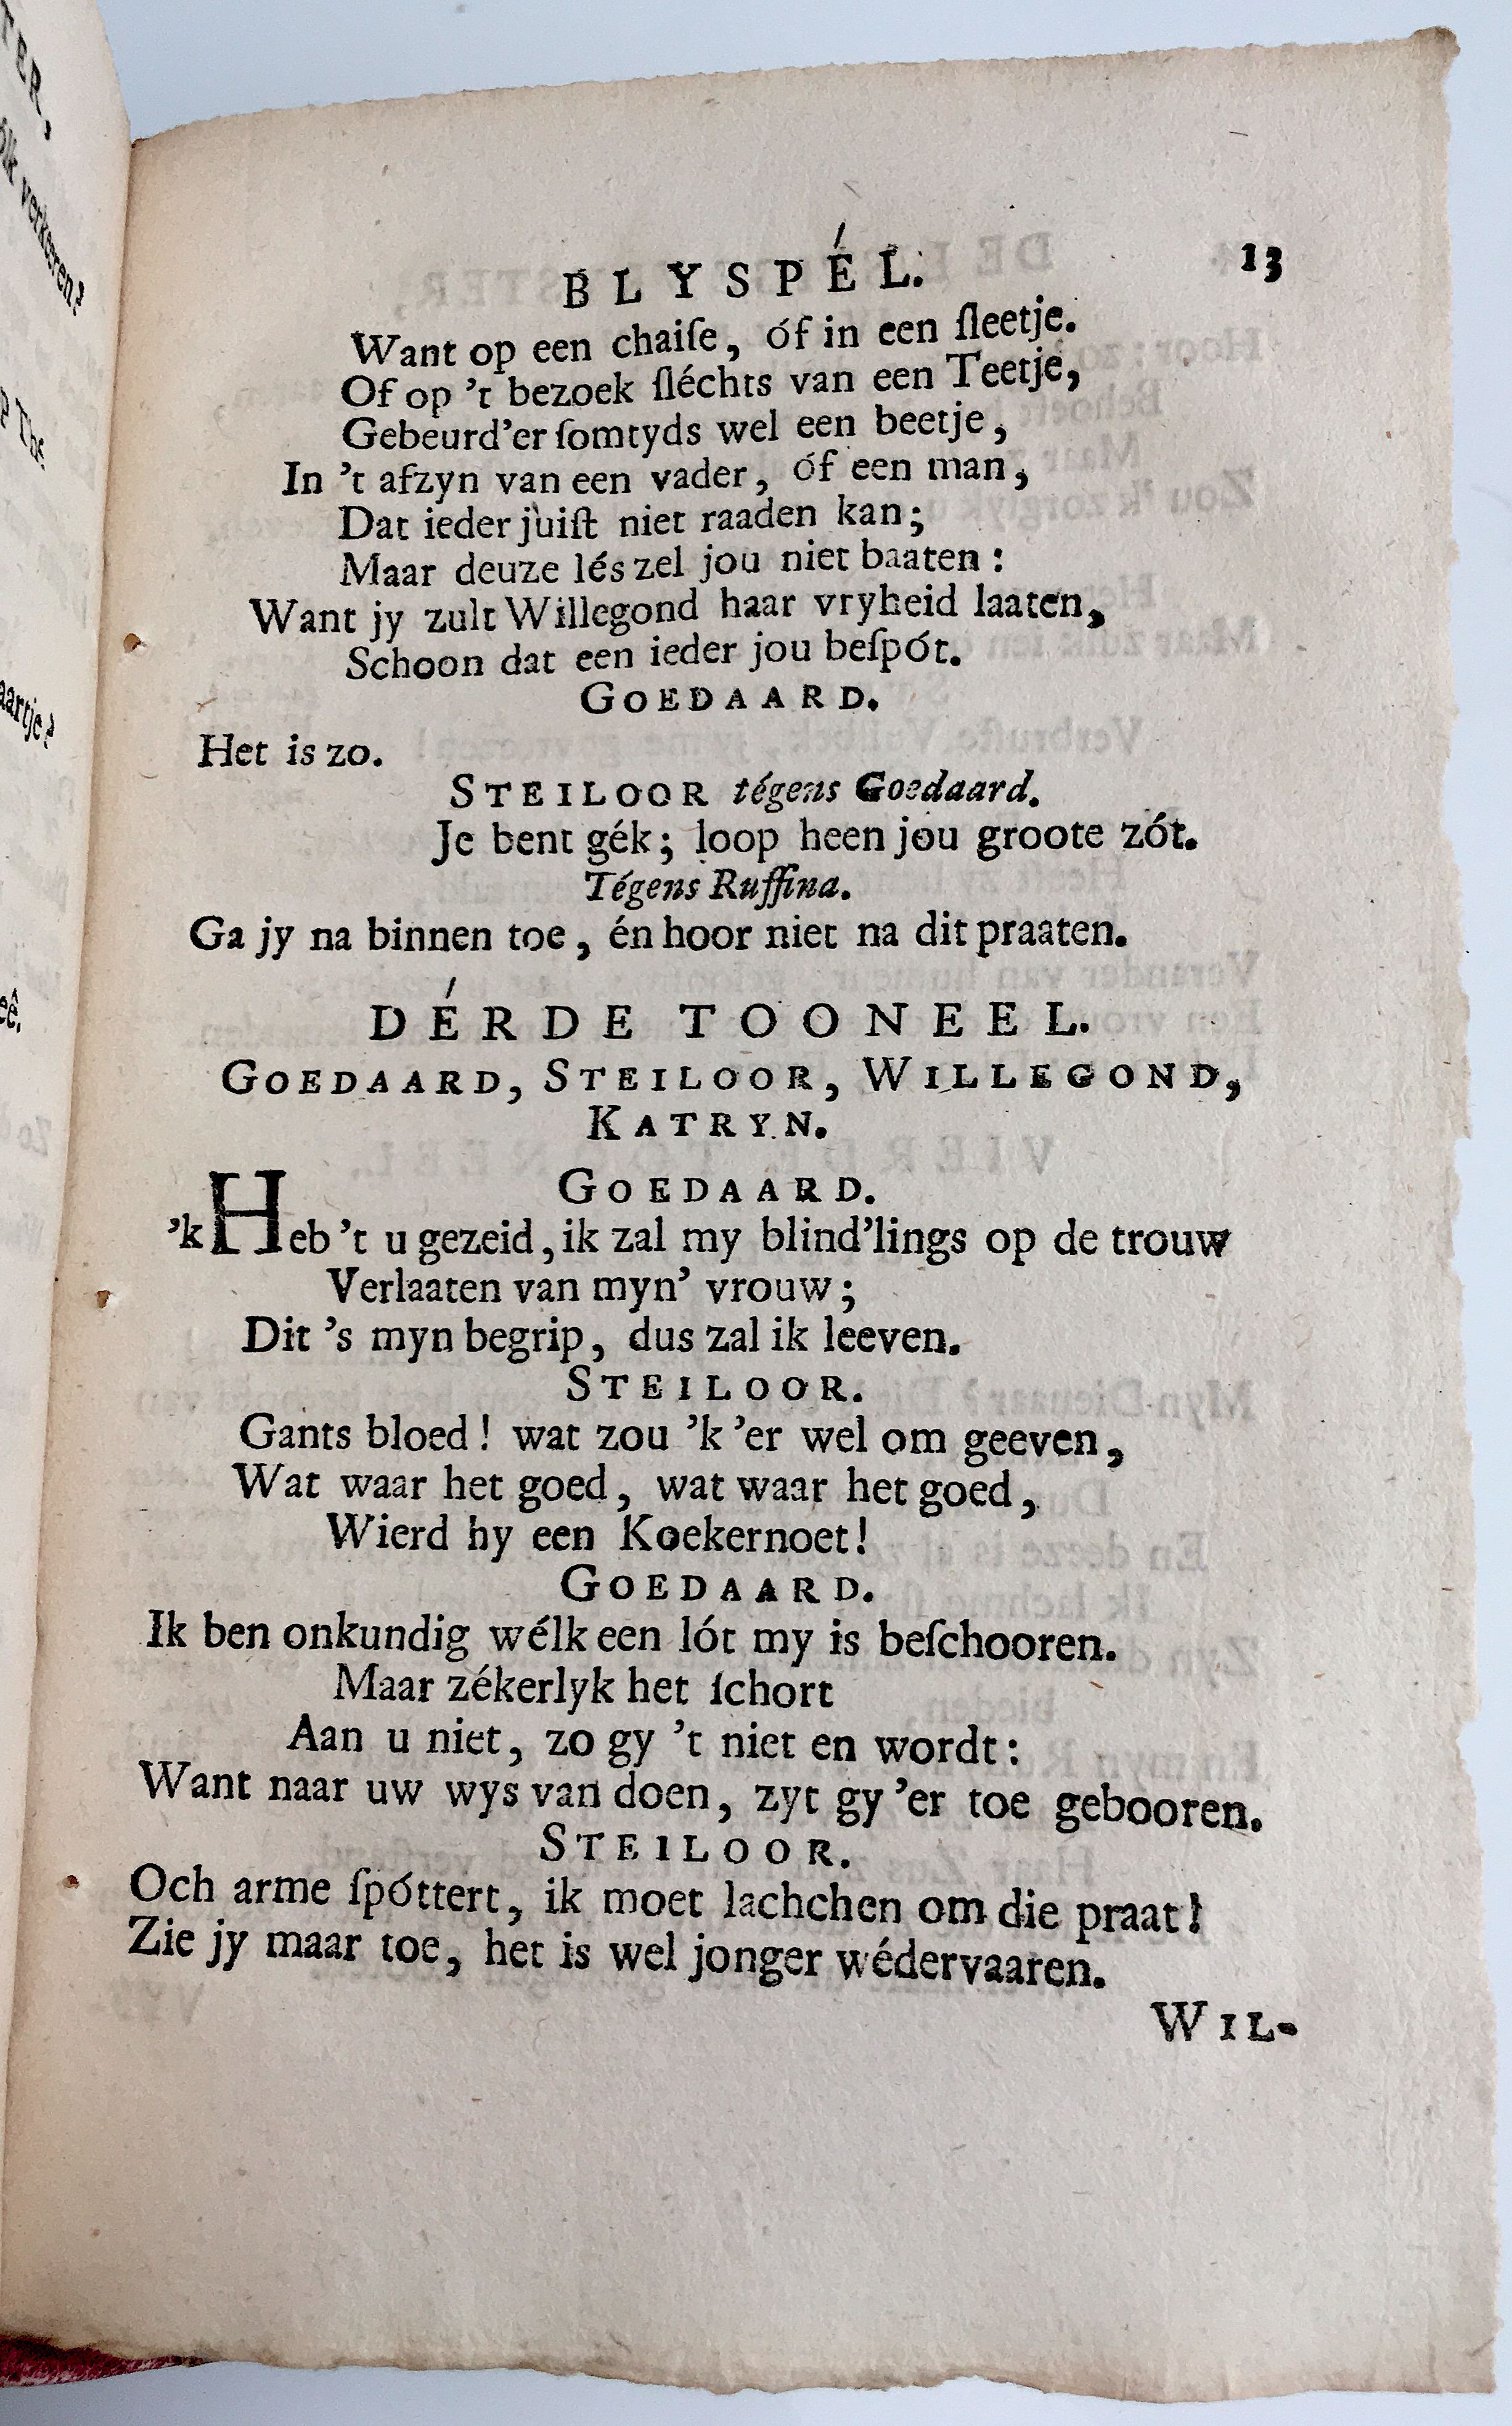 BLYSPÉL. 13
Want op een chaiſe, óf in een ſleetje.
Of op 't bezoek ſléchts van een Teetje,
Gebeurd'er ſomtyds wel een beetje,
In 't afzyn van een vader, óf een man,
Dat ieder juiſt niet raaden kan;
Maar deuze lés zel jou niet baaten:
Want jy zult Willegond haar vryheid laaten,
Schoon dat een ieder jou beſpót.
GOEDAARD.
Het is zo.
STEILOOR tégens Goedaard.
Je bent gék; loop heen jou groote zót.
Tégens Ruffina.
Ga jy na binnen toe, én hoor niet na dit praaten.
DÉRDE TOONEEL.
GOEDAARD, STEILOOR, WILLEGOND,
KATRYN.
GOEDAARD.
'k Heb 't u gezeid, ik zal my blind'lings op de trouw
Verlaaten van myn' vrouw;
Dit 's myn begrip, dus zal ik leeven.
STEILOOR.
Gants bloed! wat zou 'k 'er wel om geeven,
Wat waar het goed, wat waar het goed,
Wierd hy een Koekernoet!
GOEDAARD.
Ik ben onkundig wélk een lót my is beſchooren.
Maar zékerlyk het ſchort
Aan u niet, zo gy 't niet en wordt:
Want naar uw wys van doen, zyt gy 'er toe gebooren.
STEILOOR.
Och arme ſpóttert, ik moet lachchen om die praat!
Zie jy maar toe, het is wel jonger wédervaaren.
WIL-
TER,
verkeren?
aartje?